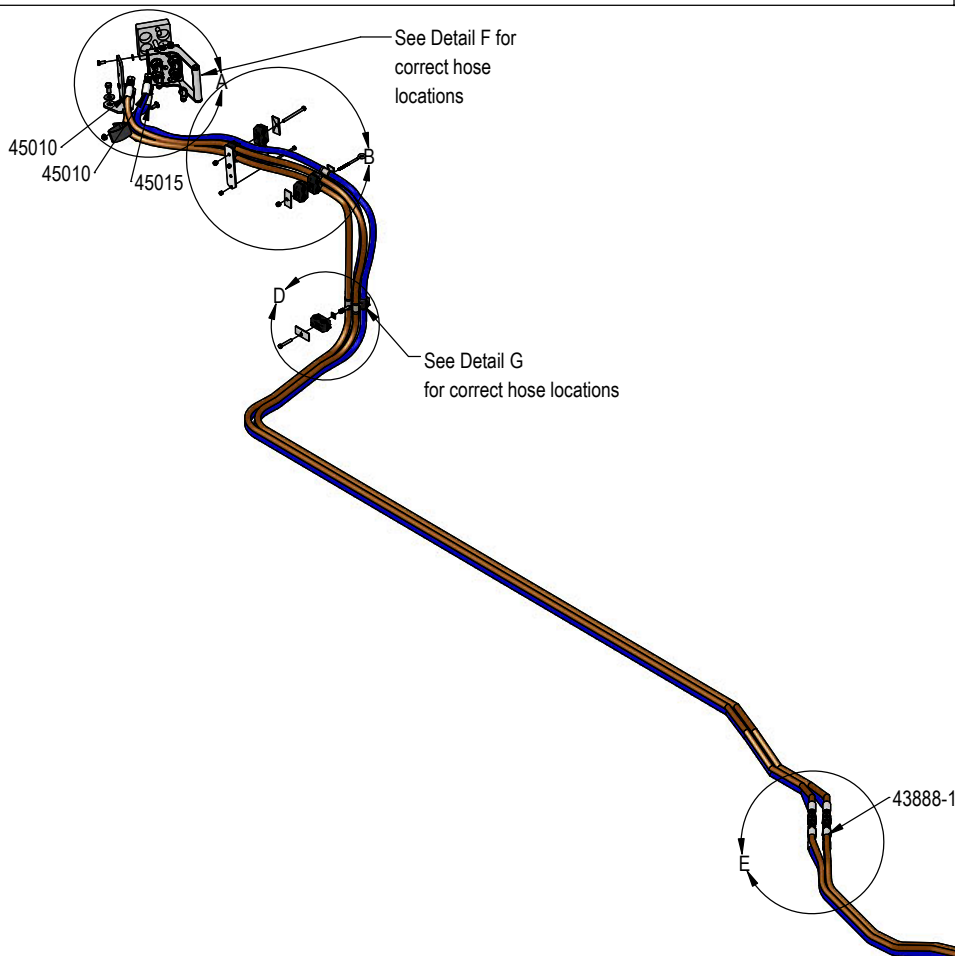 See Detail F for
correct hose
locations
A
B
45010
45010
45015
D
See Detail G
for correct hose locations
43888-1
E